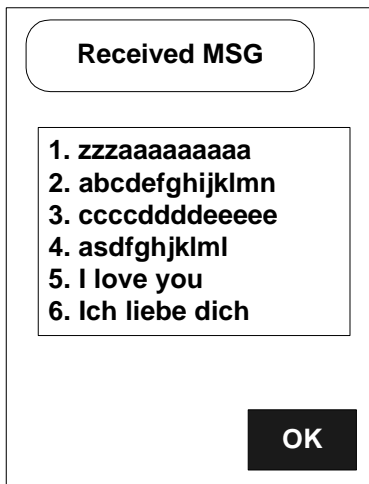 Received MSG
1. zzzaaaaaaaaa
2. abcdefghijklmn
3. ccccddddeeeee
4. asdfghjklml
5. I love you
6. Ich liebe dich
OK